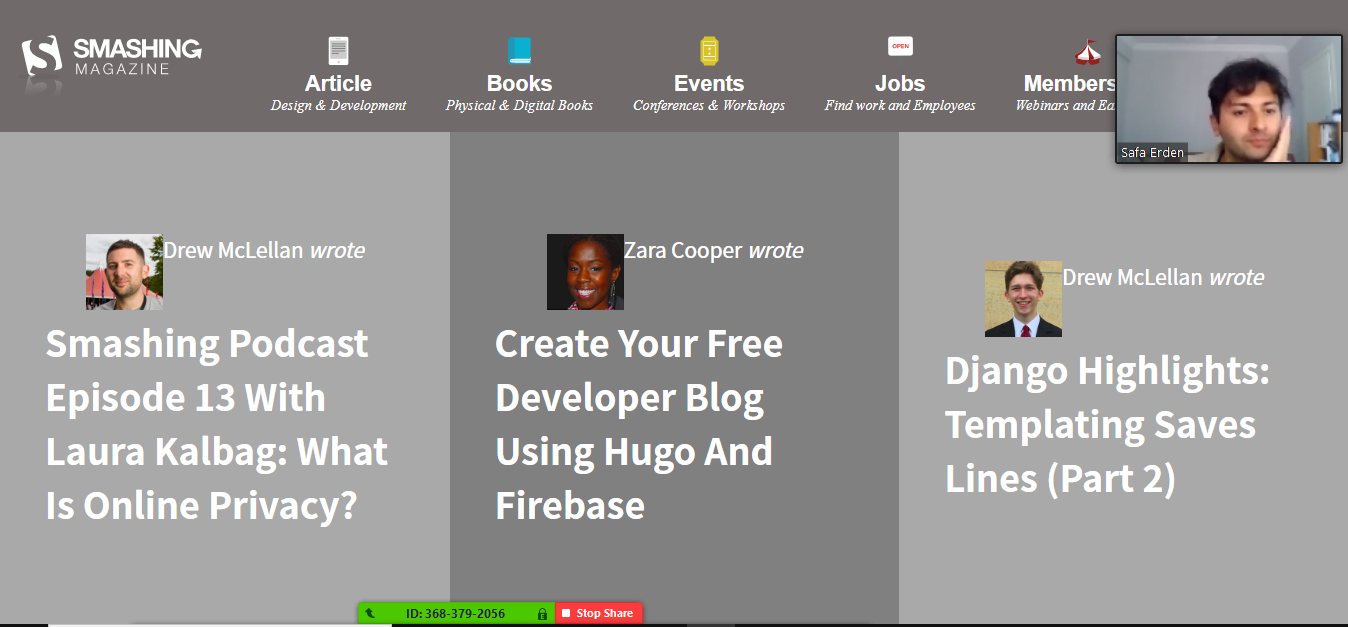 SMASHING
MAGAZINE
Article
Design & Development
Books
Physical & Digital Books
Events
Conferences & Workshops
OPEN
Jobs
Find work and Employees
Members
Webinars and Ea
Safa Erden
Drew McLellan wrote
Smashing Podcast
Episode 13 With
Laura Kalbag: What
Is Online Privacy?
Zara Cooper wrote
Create Your Free
Developer Blog
Using Hugo And
Firebase
Drew McLellan wrote
Django Highlights:
Templating Saves
Lines (Part 2)
ID: 368-379-2056
Stop Share